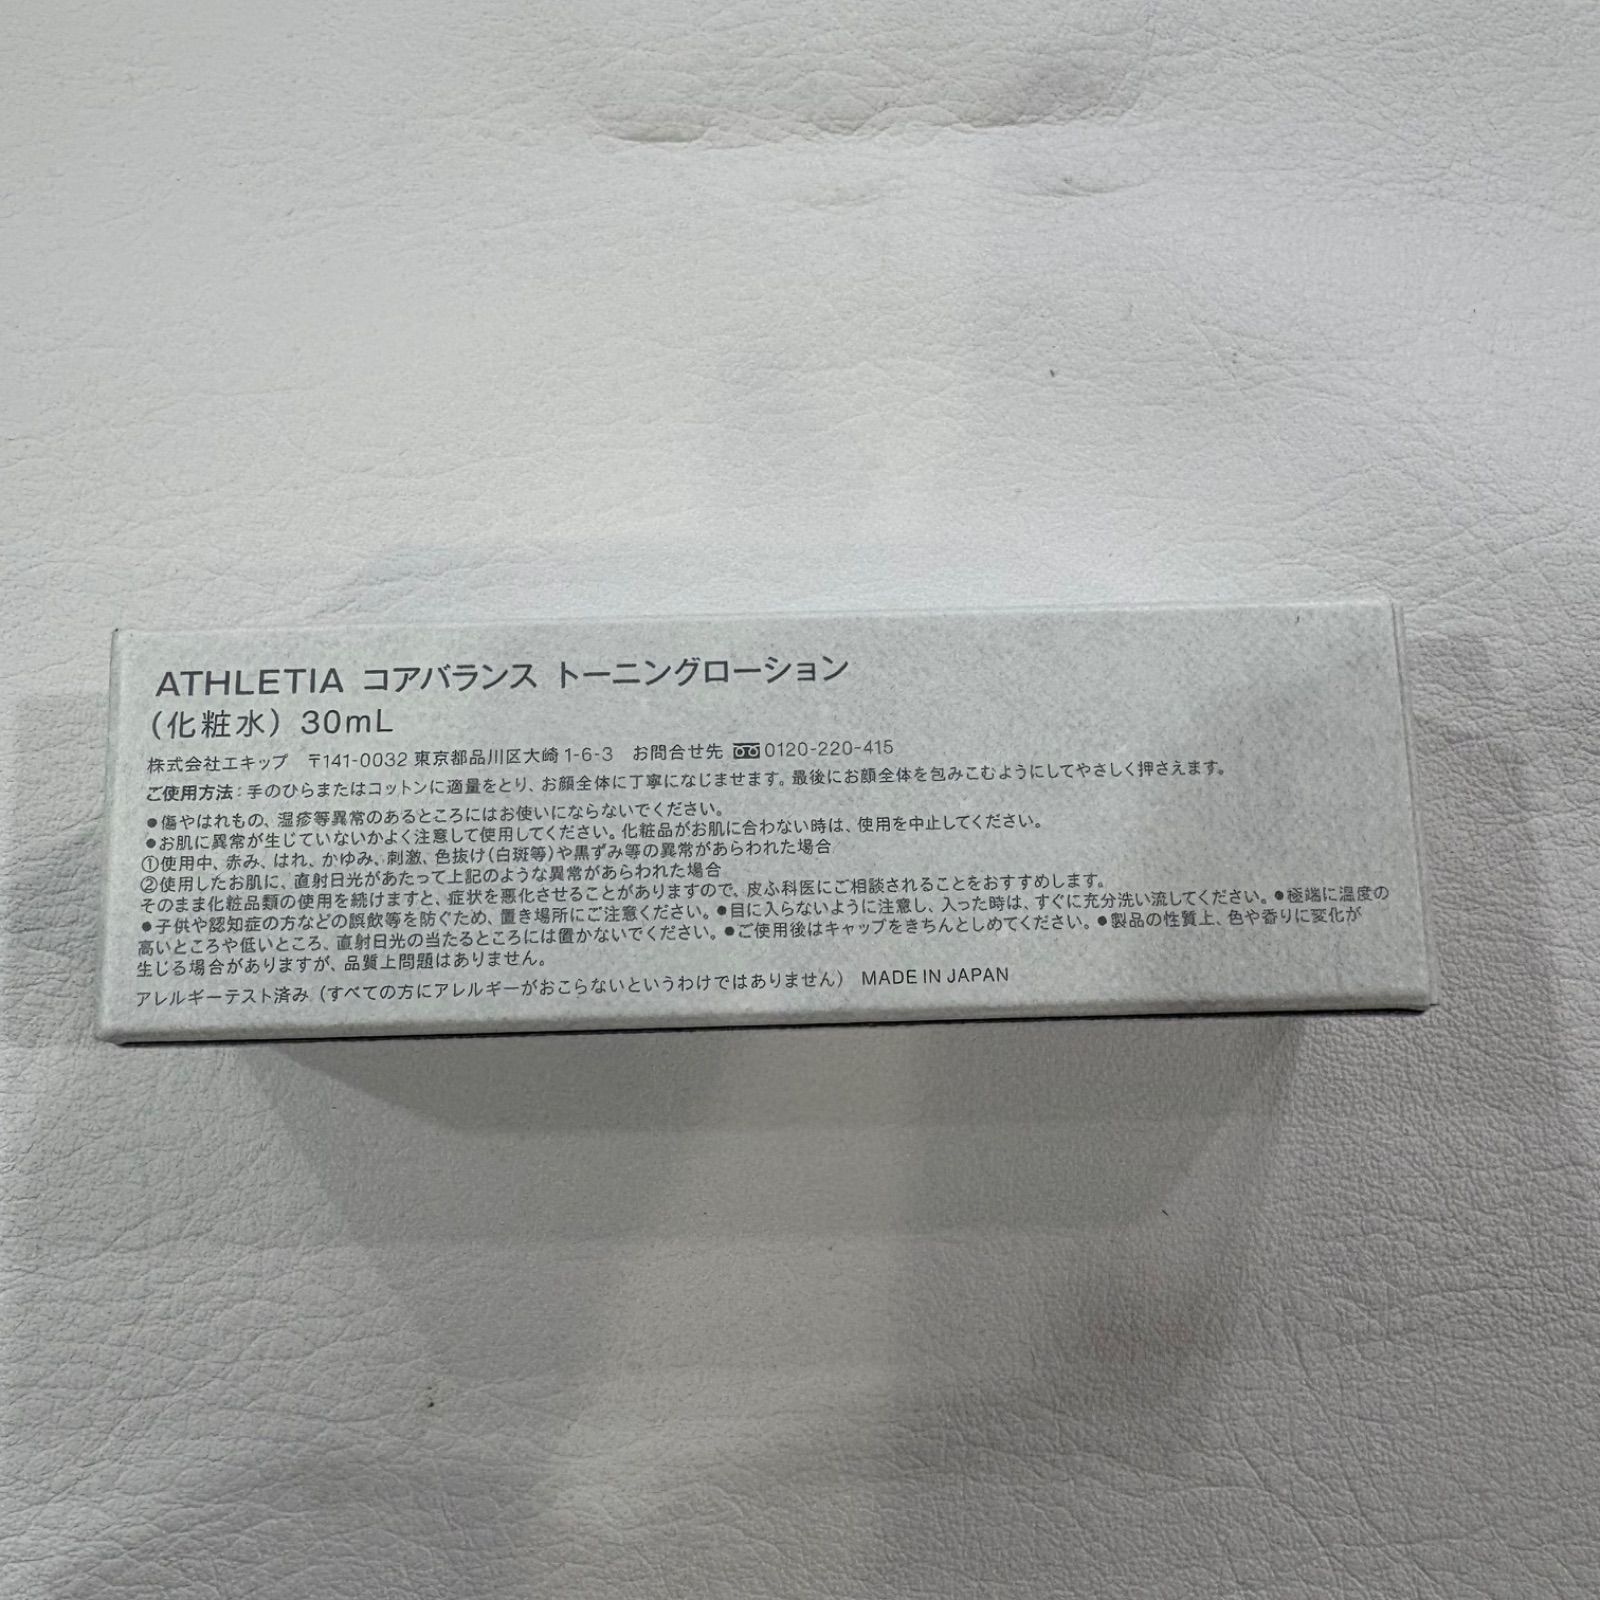 ATHLETIA コアバランス トーニングローション
（化粧水）30mL
株式会社エキップ 〒141-0032 東京都品川区大崎1-6-3 お問合せ先 0120-220-415
ご使用方法：手のひらまたはコットンに適量をとり、お顔全体に丁寧になじませます。最後にお顔全体を包みこむようにしてやさしく押さえます。
●傷やはれもの、湿疹等異常のあるところにはお使いにならないでください。
●お肌に異常が生じていないかよく注意して使用してください。化粧品がお肌に合わない時は、使用を中止してください。
①使用中、赤み、はれ、かゆみ、刺激、色抜け（白斑等）や黒ずみ等の異常があらわれた場合
②使用したお肌に、直射日光があたって上記のような異常があらわれた場合
そのまま化粧品類の使用を続けますと、症状を悪化させることがありますので、皮ふ科医にご相談されることをおすすめします。
●子供や認知症の方などの誤飲等を防ぐため、置き場所にご注意ください。●目に入らないように注意し、入った時は、すぐに充分洗い流してください。●極端に温度の
高いところや低いところ、直射日光の当たるところには置かないでください。●ご使用後はキャップをきちんとしめてください。●製品の性質上、色や香りに変化が
生じる場合がありますが、品質上問題はありません。
アレルギーテスト済み（すべての方にアレルギーがおこらないというわけではありません） MADE IN JAPAN